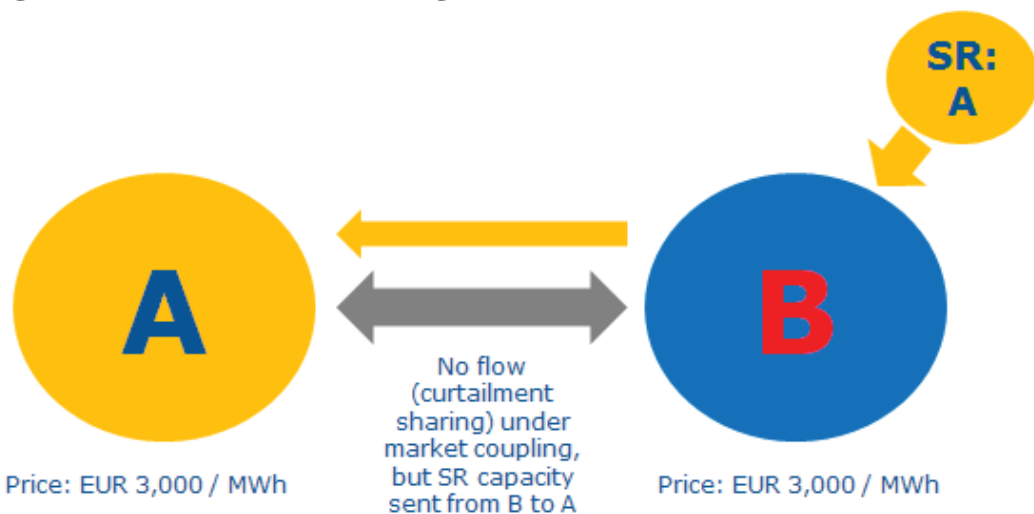 SR:
A
A
B
No flow
(curtailment
sharing) under
market coupling,
but SR capacity
sent from B to A
Price: EUR 3,000 / MWh
Price: EUR 3,000 / MWh